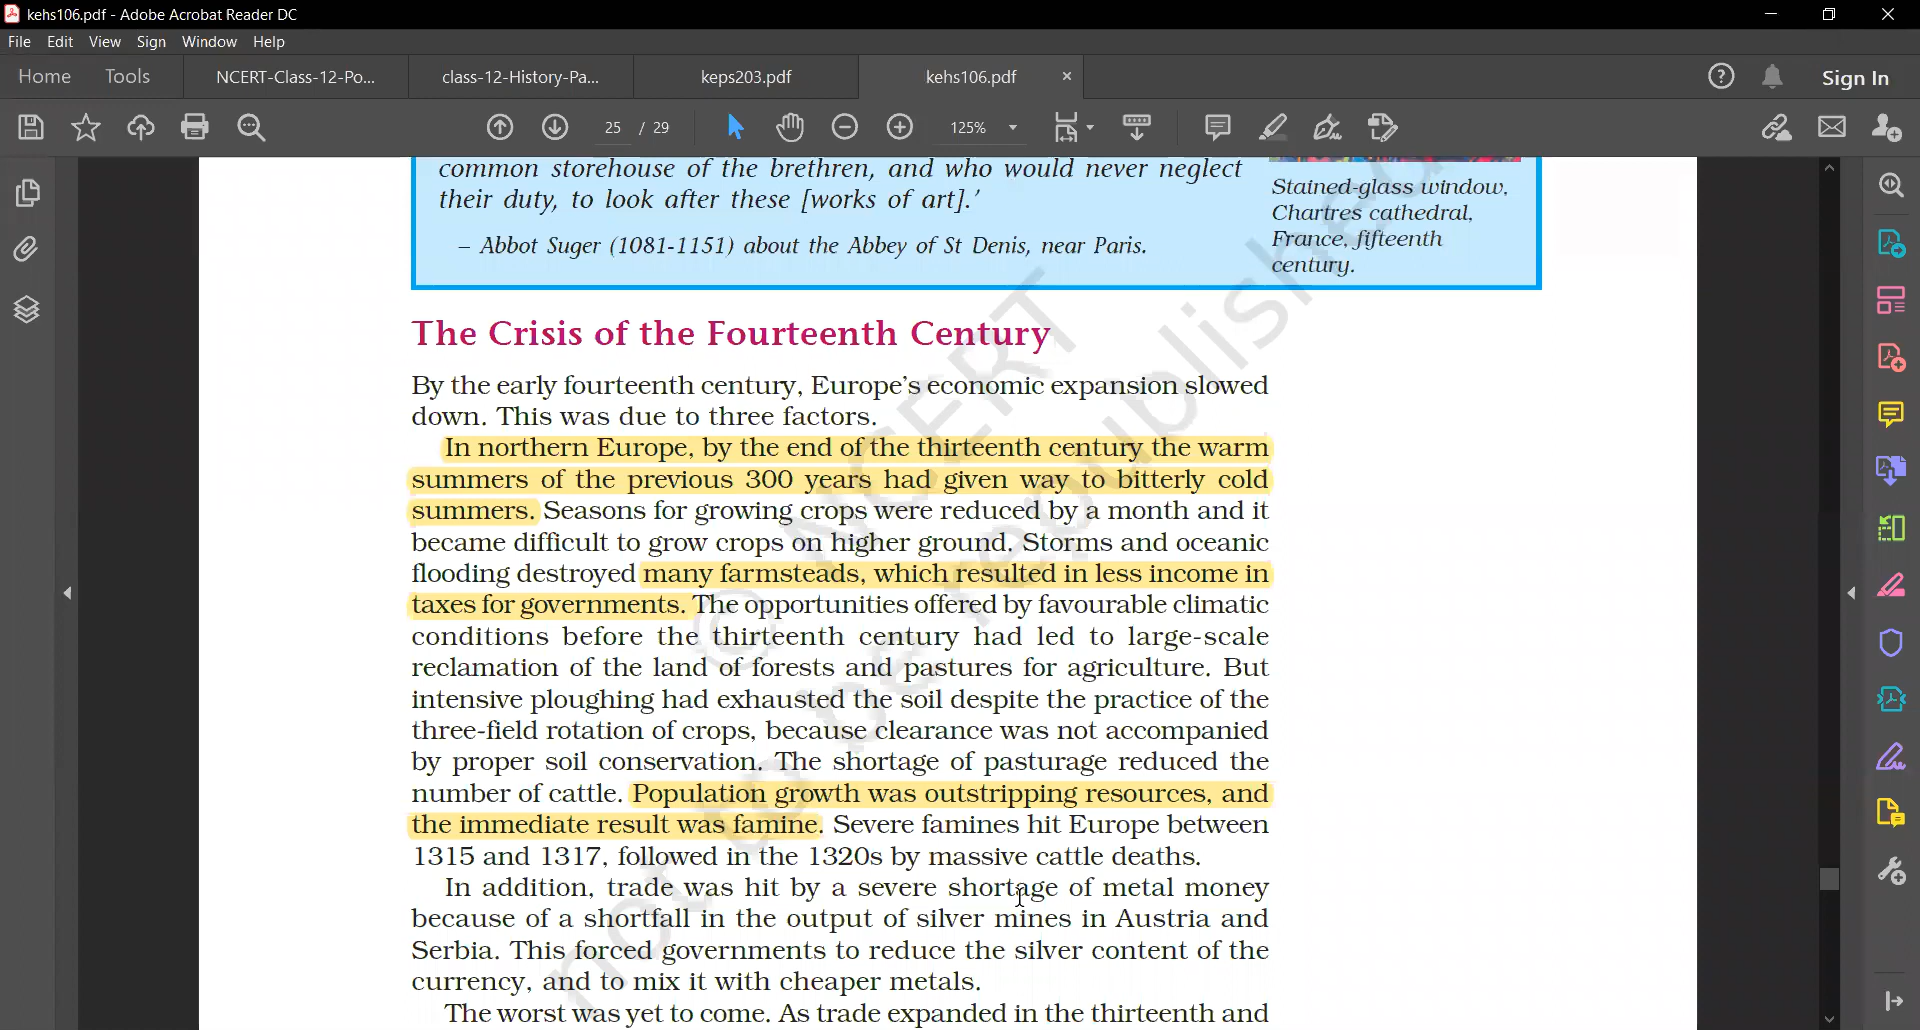 kehs106.pdf - Adobe Acrobat Reader DC
File Edit View Sign Window Help
Home Tools NCERT-Class-12-Po... class-12-History-Pa... keps203.pdf kehs106.pdf × Sign In
25 / 29 125%
common storehouse of the brethren, and who would never neglect
their duty, to look after these [works of art].'
– Abbot Suger (1081-1151) about the Abbey of St Denis, near Paris.
Stained-glass window,
Chartres cathedral,
France, fifteenth
century.
The Crisis of the Fourteenth Century
By the early fourteenth century, Europe's economic expansion slowed
down. This was due to three factors.
In northern Europe, by the end of the thirteenth century the warm
summers of the previous 300 years had given way to bitterly cold
summers. Seasons for growing crops were reduced by a month and it
became difficult to grow crops on higher ground. Storms and oceanic
flooding destroyed many farmsteads, which resulted in less income in
taxes for governments. The opportunities offered by favourable climatic
conditions before the thirteenth century had led to large-scale
reclamation of the land of forests and pastures for agriculture. But
intensive ploughing had exhausted the soil despite the practice of the
three-field rotation of crops, because clearance was not accompanied
by proper soil conservation. The shortage of pasturage reduced the
number of cattle. Population growth was outstripping resources, and
the immediate result was famine. Severe famines hit Europe between
1315 and 1317, followed in the 1320s by massive cattle deaths.
In addition, trade was hit by a severe shortage of metal money
because of a shortfall in the output of silver mines in Austria and
Serbia. This forced governments to reduce the silver content of the
currency, and to mix it with cheaper metals.
The worst was yet to come. As trade expanded in the thirteenth and
© NCERT
not to be republished